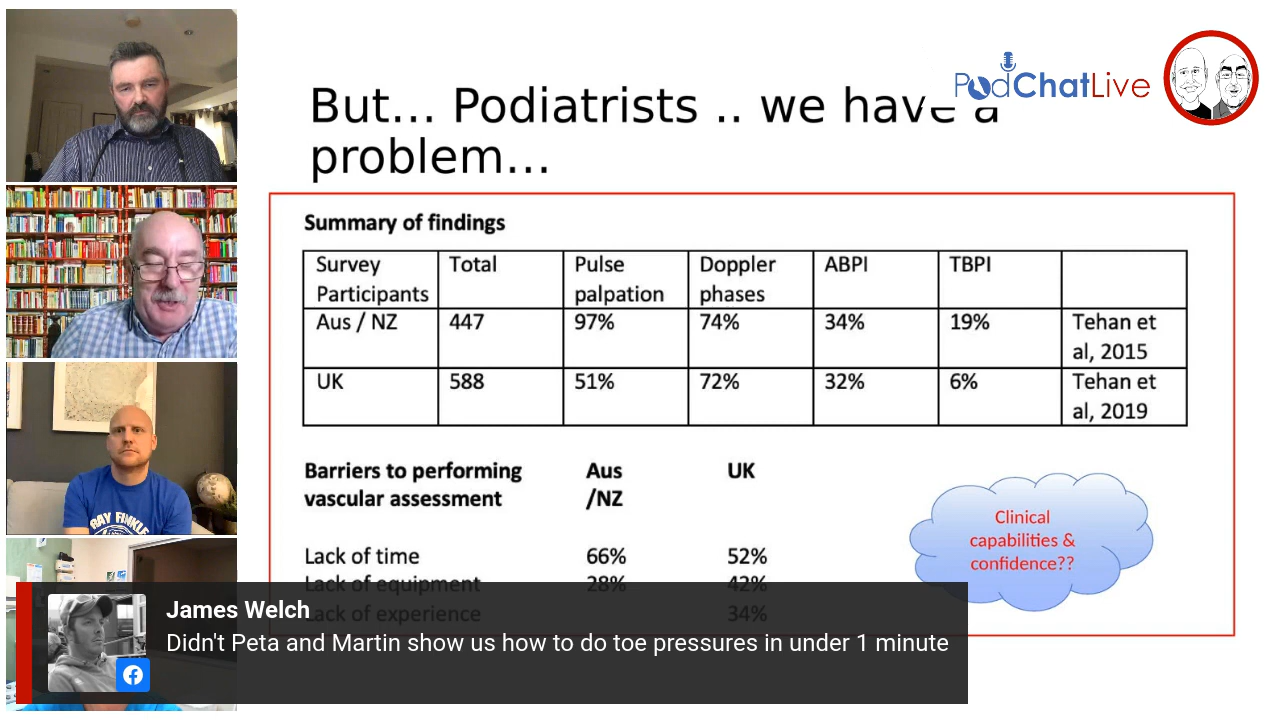 PodChatLive
But... Podiatrists .. we have a
problem...
Summary of findings
Survey Participants Total Pulse palpation Doppler phases ABPI TBPI
Aus / NZ 447 97% 74% 34% 19% Tehan et al, 2015
UK 588 51% 72% 32% 6% Tehan et al, 2019
Barriers to performing vascular assessment Aus /NZ UK
Lack of time 66% 52%
Lack of equipment 28% 42%
Lack of experience 34%
Clinical
capabilities &
confidence??
RAY FINKLE
James Welch
Didn't Peta and Martin show us how to do toe pressures in under 1 minute